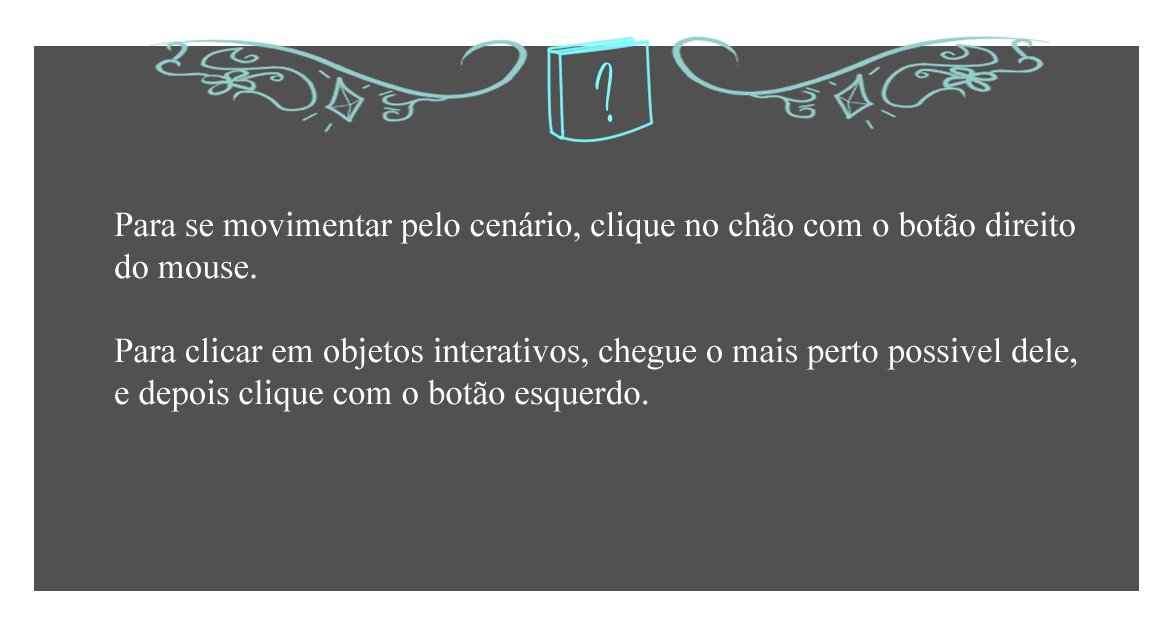 ?
Para se movimentar pelo cenário, clique no chão com o botão direito
do mouse.
Para clicar em objetos interativos, chegue o mais perto possivel dele,
e depois clique com o botão esquerdo.